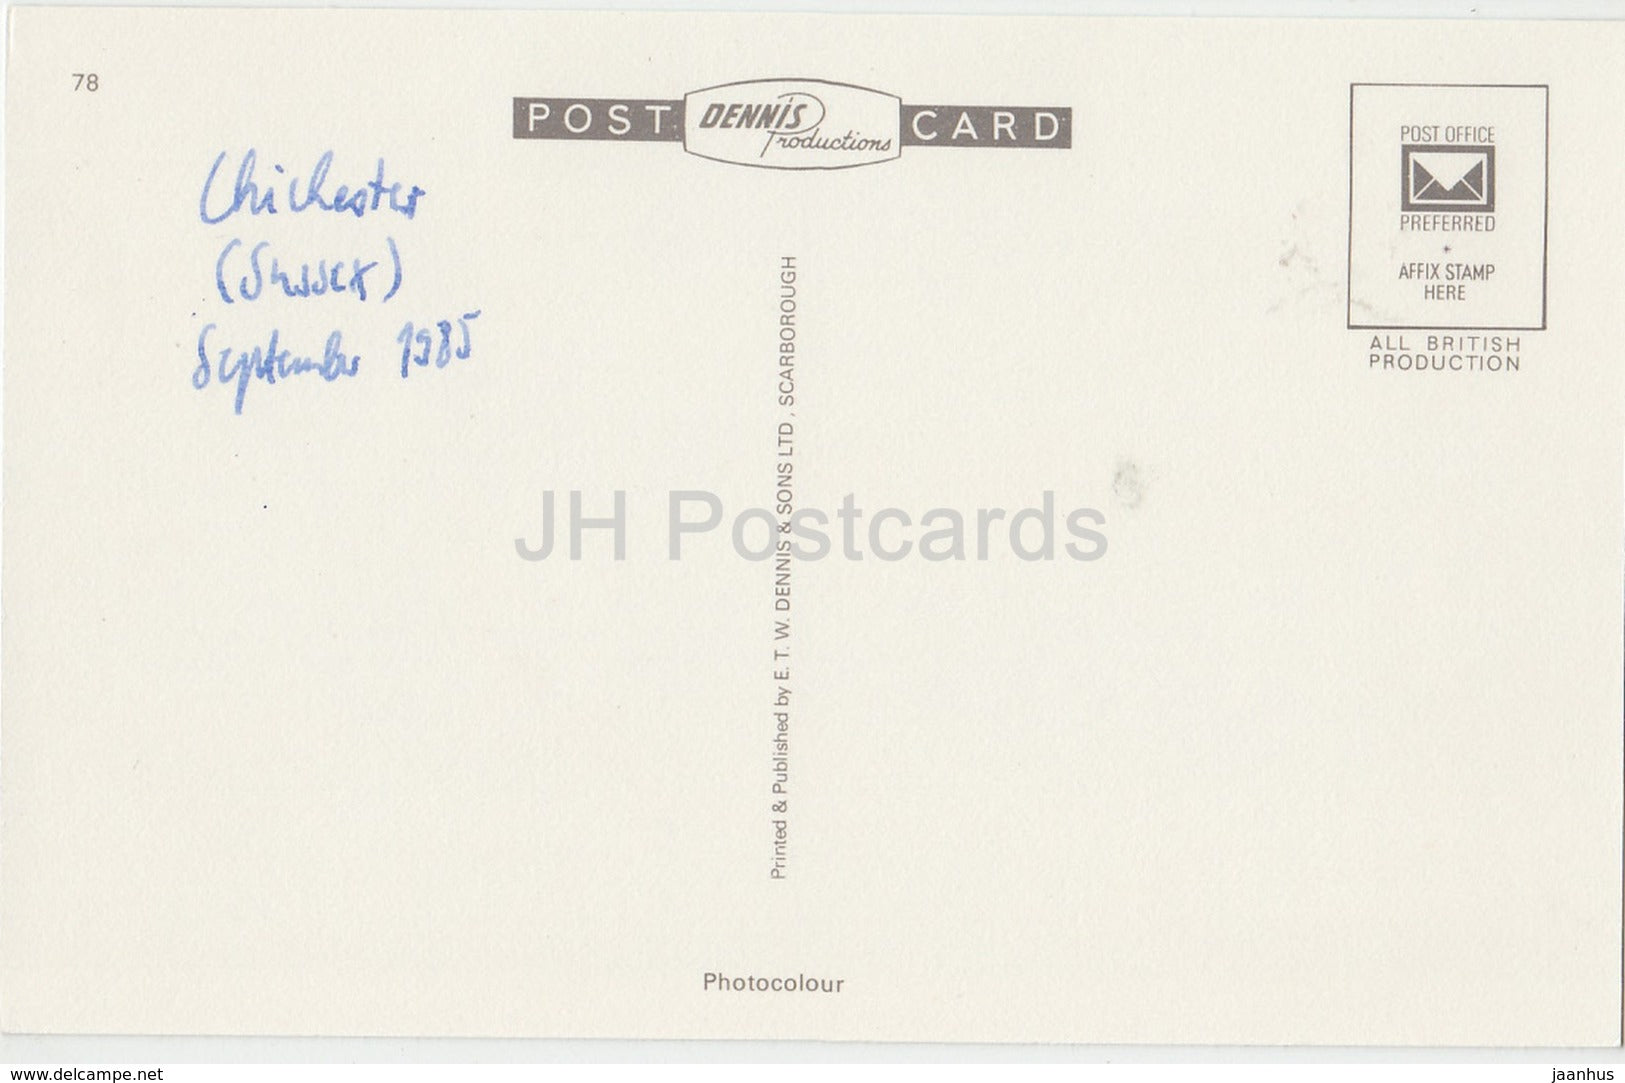 78
POST DENNIS Productions CARD
Chichester
(Sussex)
September 1985
POST OFFICE
PREFERRED
AFFIX STAMP
HERE
ALL BRITISH
PRODUCTION
Printed & Published by E. T. W. DENNIS & SONS LTD., SCARBOROUGH
JH Postcards
Photocolour
www.delcampe.net
jaanhus